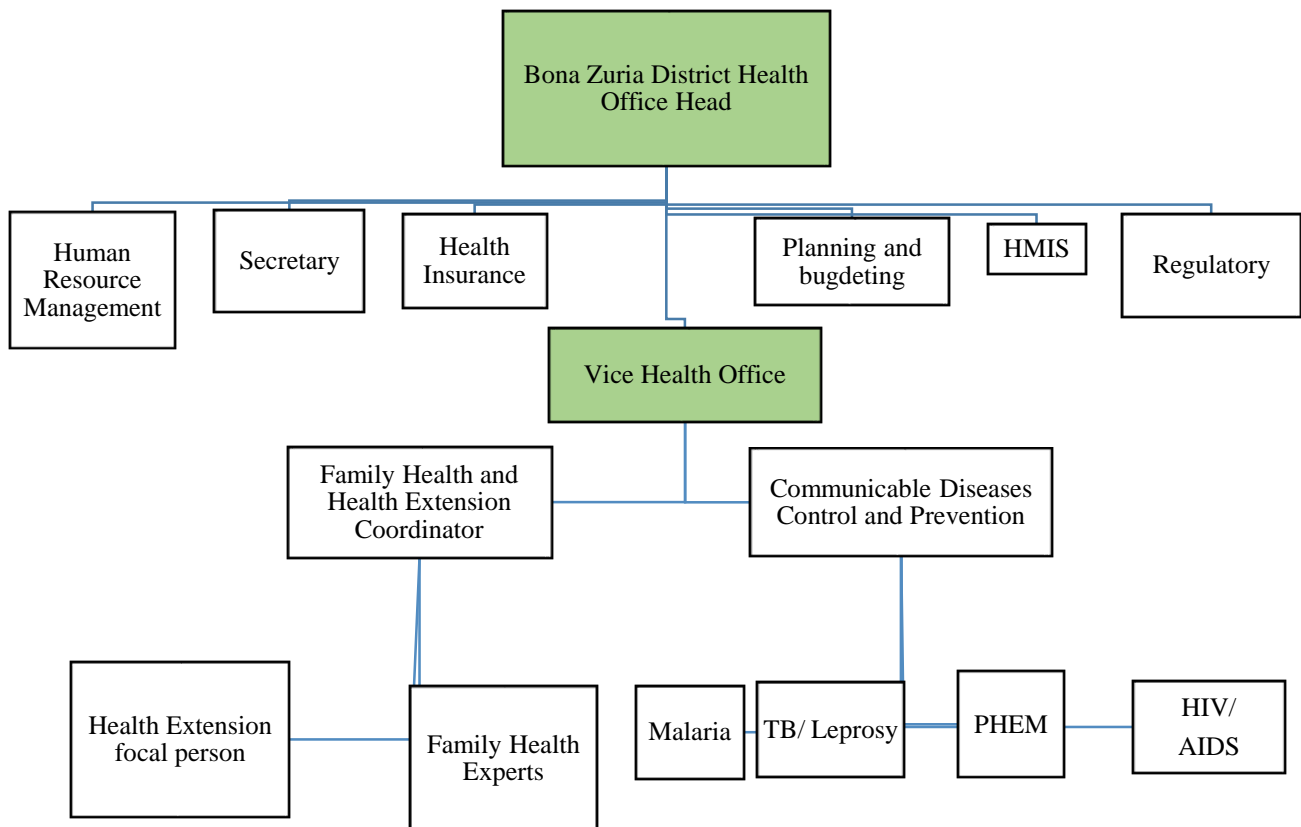 Bona Zuria District Health
Office Head
Human
Resource
Management
Secretary
Health
Insurance
Planning and
bugdeting
HMIS
Regulatory
Vice Health Office
Family Health and
Health Extension
Coordinator
Communicable Diseases
Control and Prevention
Health Extension
focal person
Family Health
Experts
Malaria
TB/ Leprosy
PHEM
HIV/
AIDS